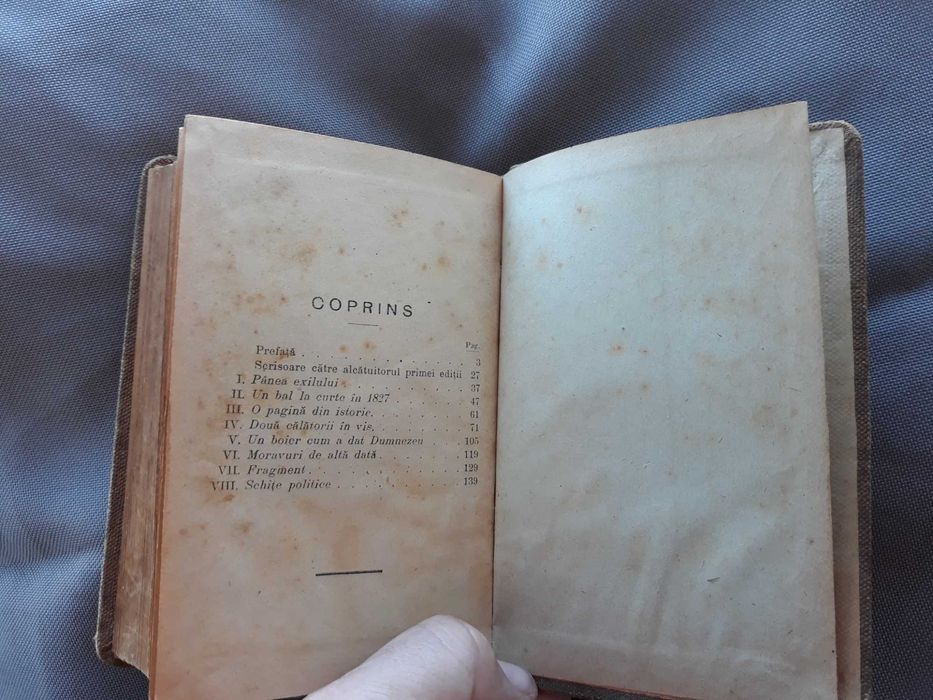 COPRINS
Pag.
Prefață . . . . . . . . . . . 3
Scrisoare către alcătuitorul primei ediții 27
I. Pânea exilului . . . . . . . . . 37
II. Un bal la curte în 1827 . . . . . . 47
III. O pagină din istorie. . . . . . . 61
IV. Două călătorii în vis. . . . . . . 71
V. Un boier cum a dat Dumnezeu . . . 105
VI. Moravuri de altă dată . . . . . . 119
VII. Fragment . . . . . . . . . . . 129
VIII. Schițe politice . . . . . . . . . 139